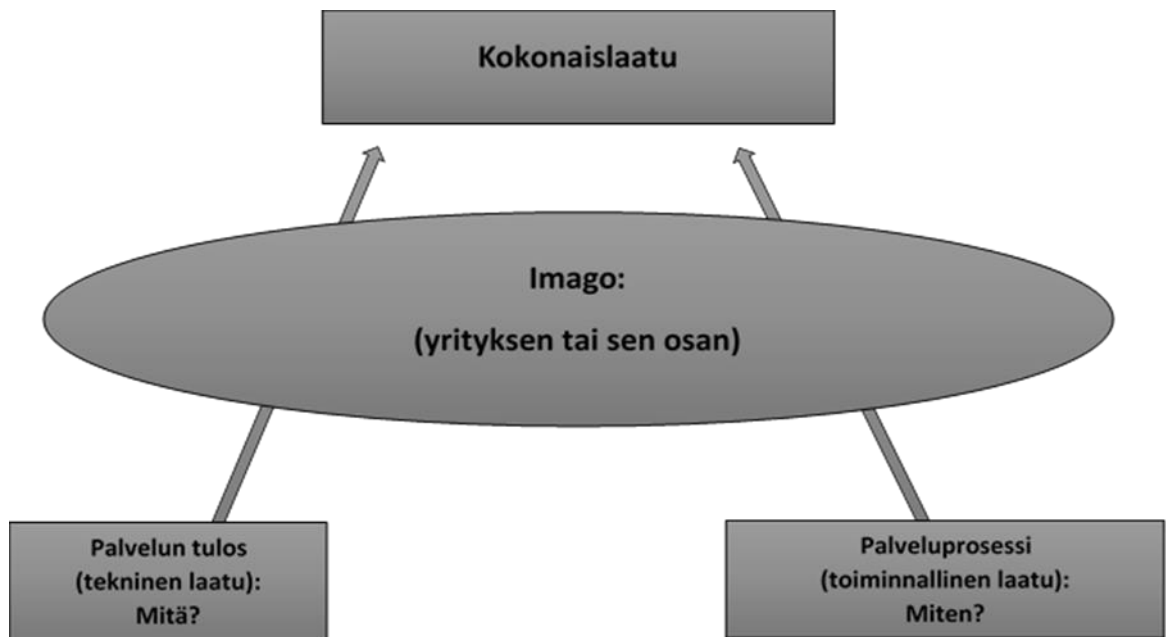 Kokonaislaatu
Imago:
(yrityksen tai sen osan)
Palvelun tulos
(tekninen laatu):
Mitä?
Palveluprosessi
(toiminnallinen laatu):
Miten?